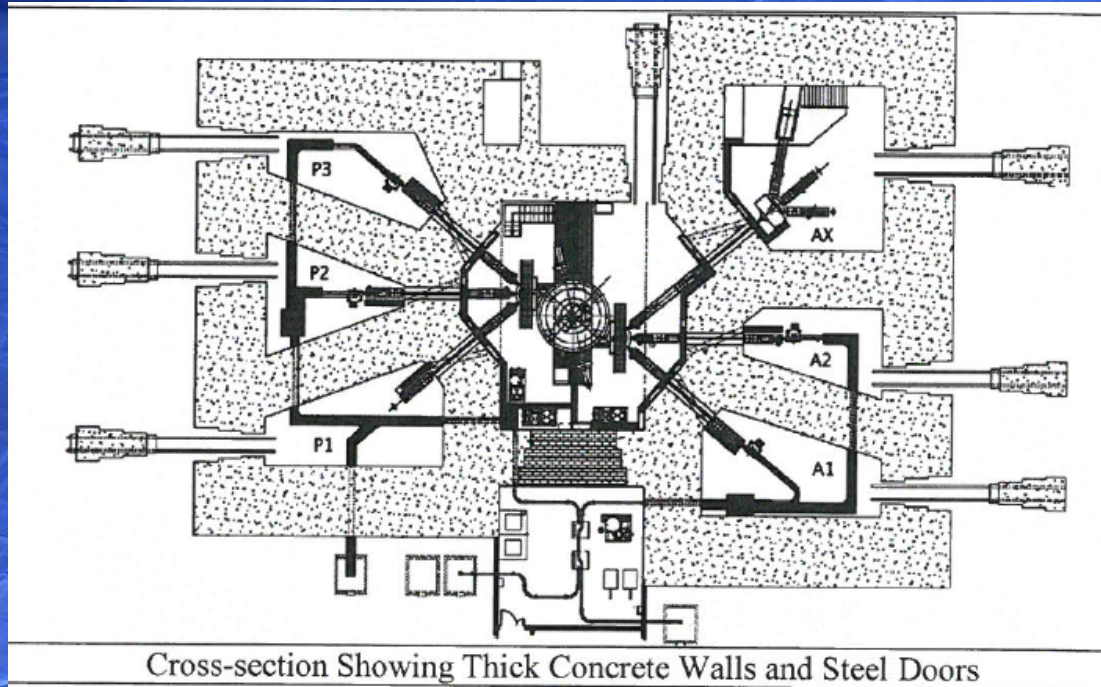 P3
P2
P1
AX
A2
A1
Cross-section Showing Thick Concrete Walls and Steel Doors